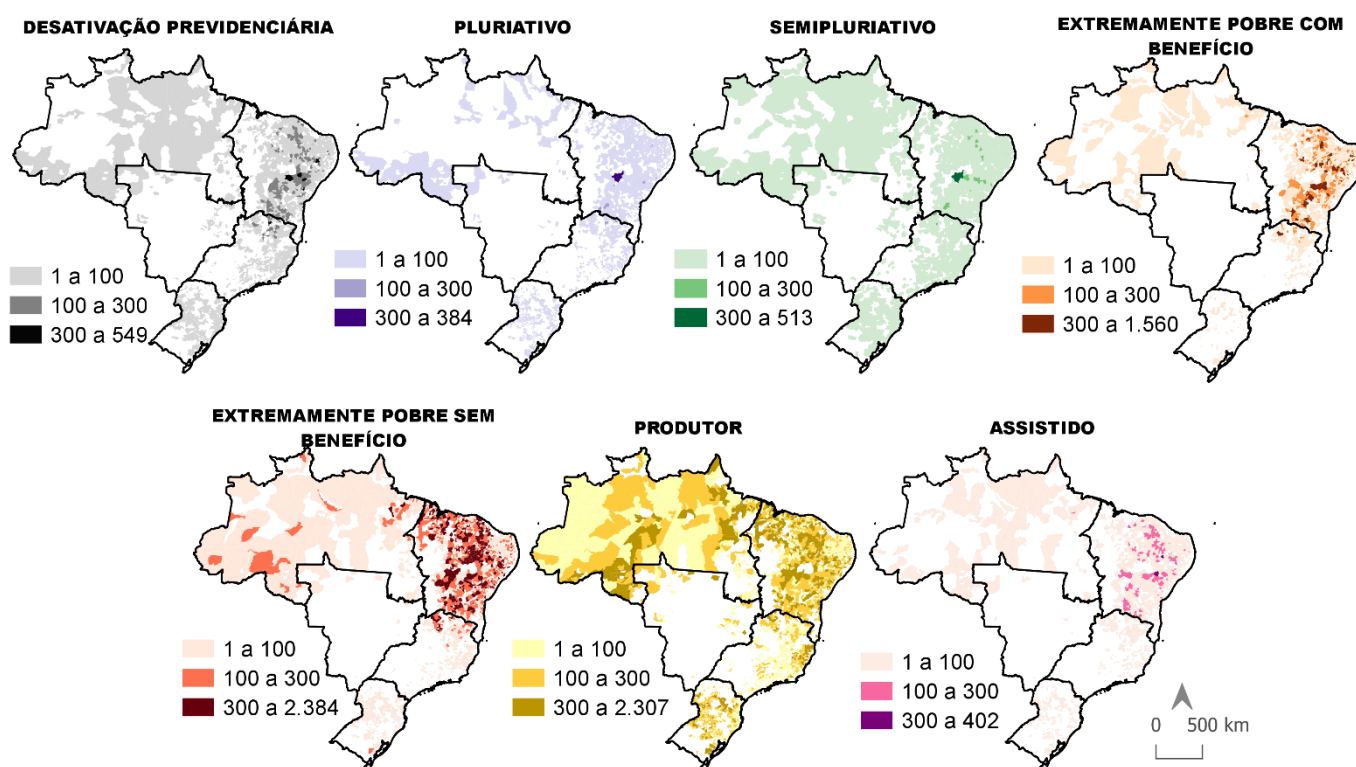 DESATIVAÇÃO PREVIDENCIÁRIA
1 a 100
100 a 300
300 a 549
PLURIATIVO
1 a 100
100 a 300
300 a 384
SEMIPLURIATIVO
1 a 100
100 a 300
300 a 513
EXTREMAMENTE POBRE COM
BENEFÍCIO
1 a 100
100 a 300
300 a 1.560
EXTREMAMENTE POBRE SEM
BENEFÍCIO
1 a 100
100 a 300
300 a 2.384
PRODUTOR
1 a 100
100 a 300
300 a 2.307
ASSISTIDO
1 a 100
100 a 300
300 a 402
0 500 km